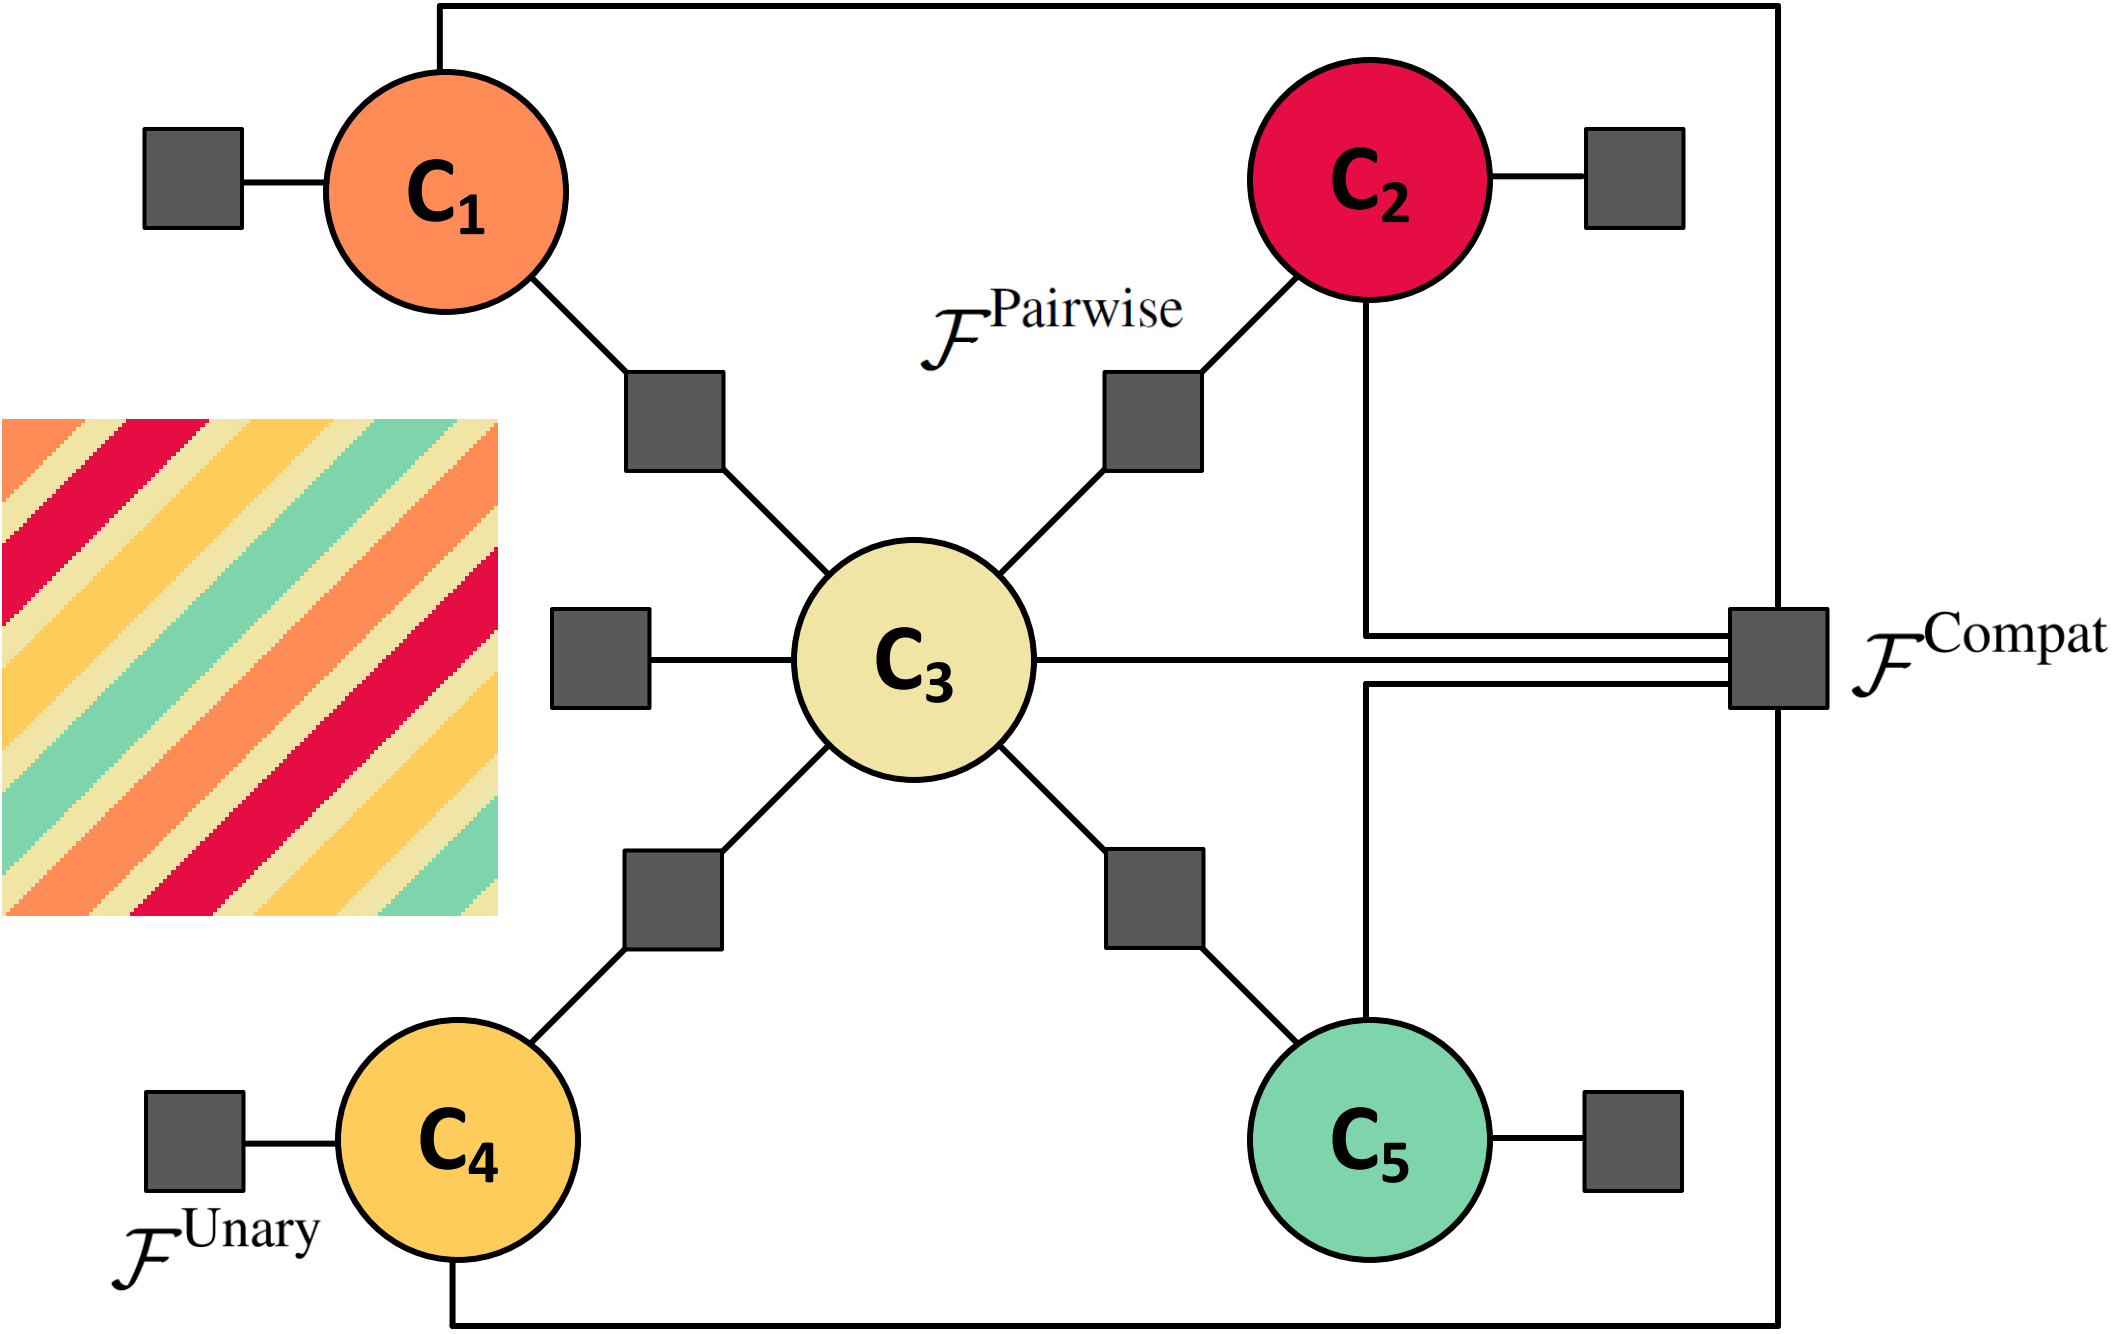 C₁
C₂
ℱ^Pairwise
C₃
ℱ^Compat
C₄
C₅
ℱ^Unary